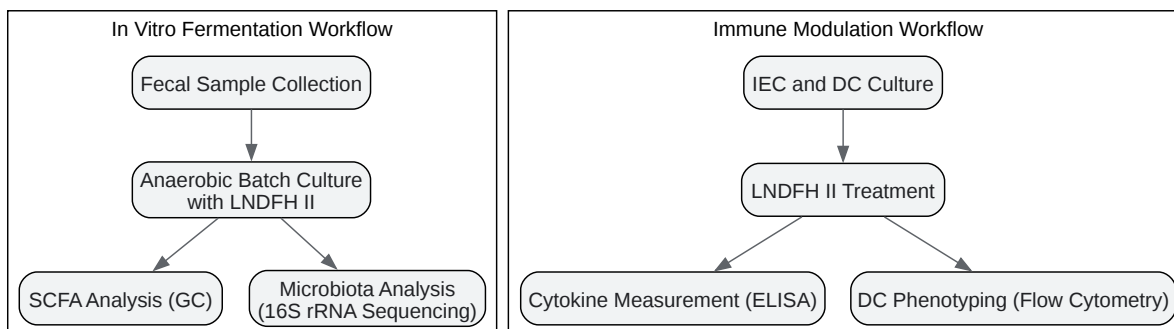 In Vitro Fermentation Workflow
Fecal Sample Collection
Anaerobic Batch Culture
with LNDFH II
SCFA Analysis (GC)
Microbiota Analysis
(16S rRNA Sequencing)
Immune Modulation Workflow
IEC and DC Culture
LNDFH II Treatment
Cytokine Measurement (ELISA)
DC Phenotyping (Flow Cytometry)